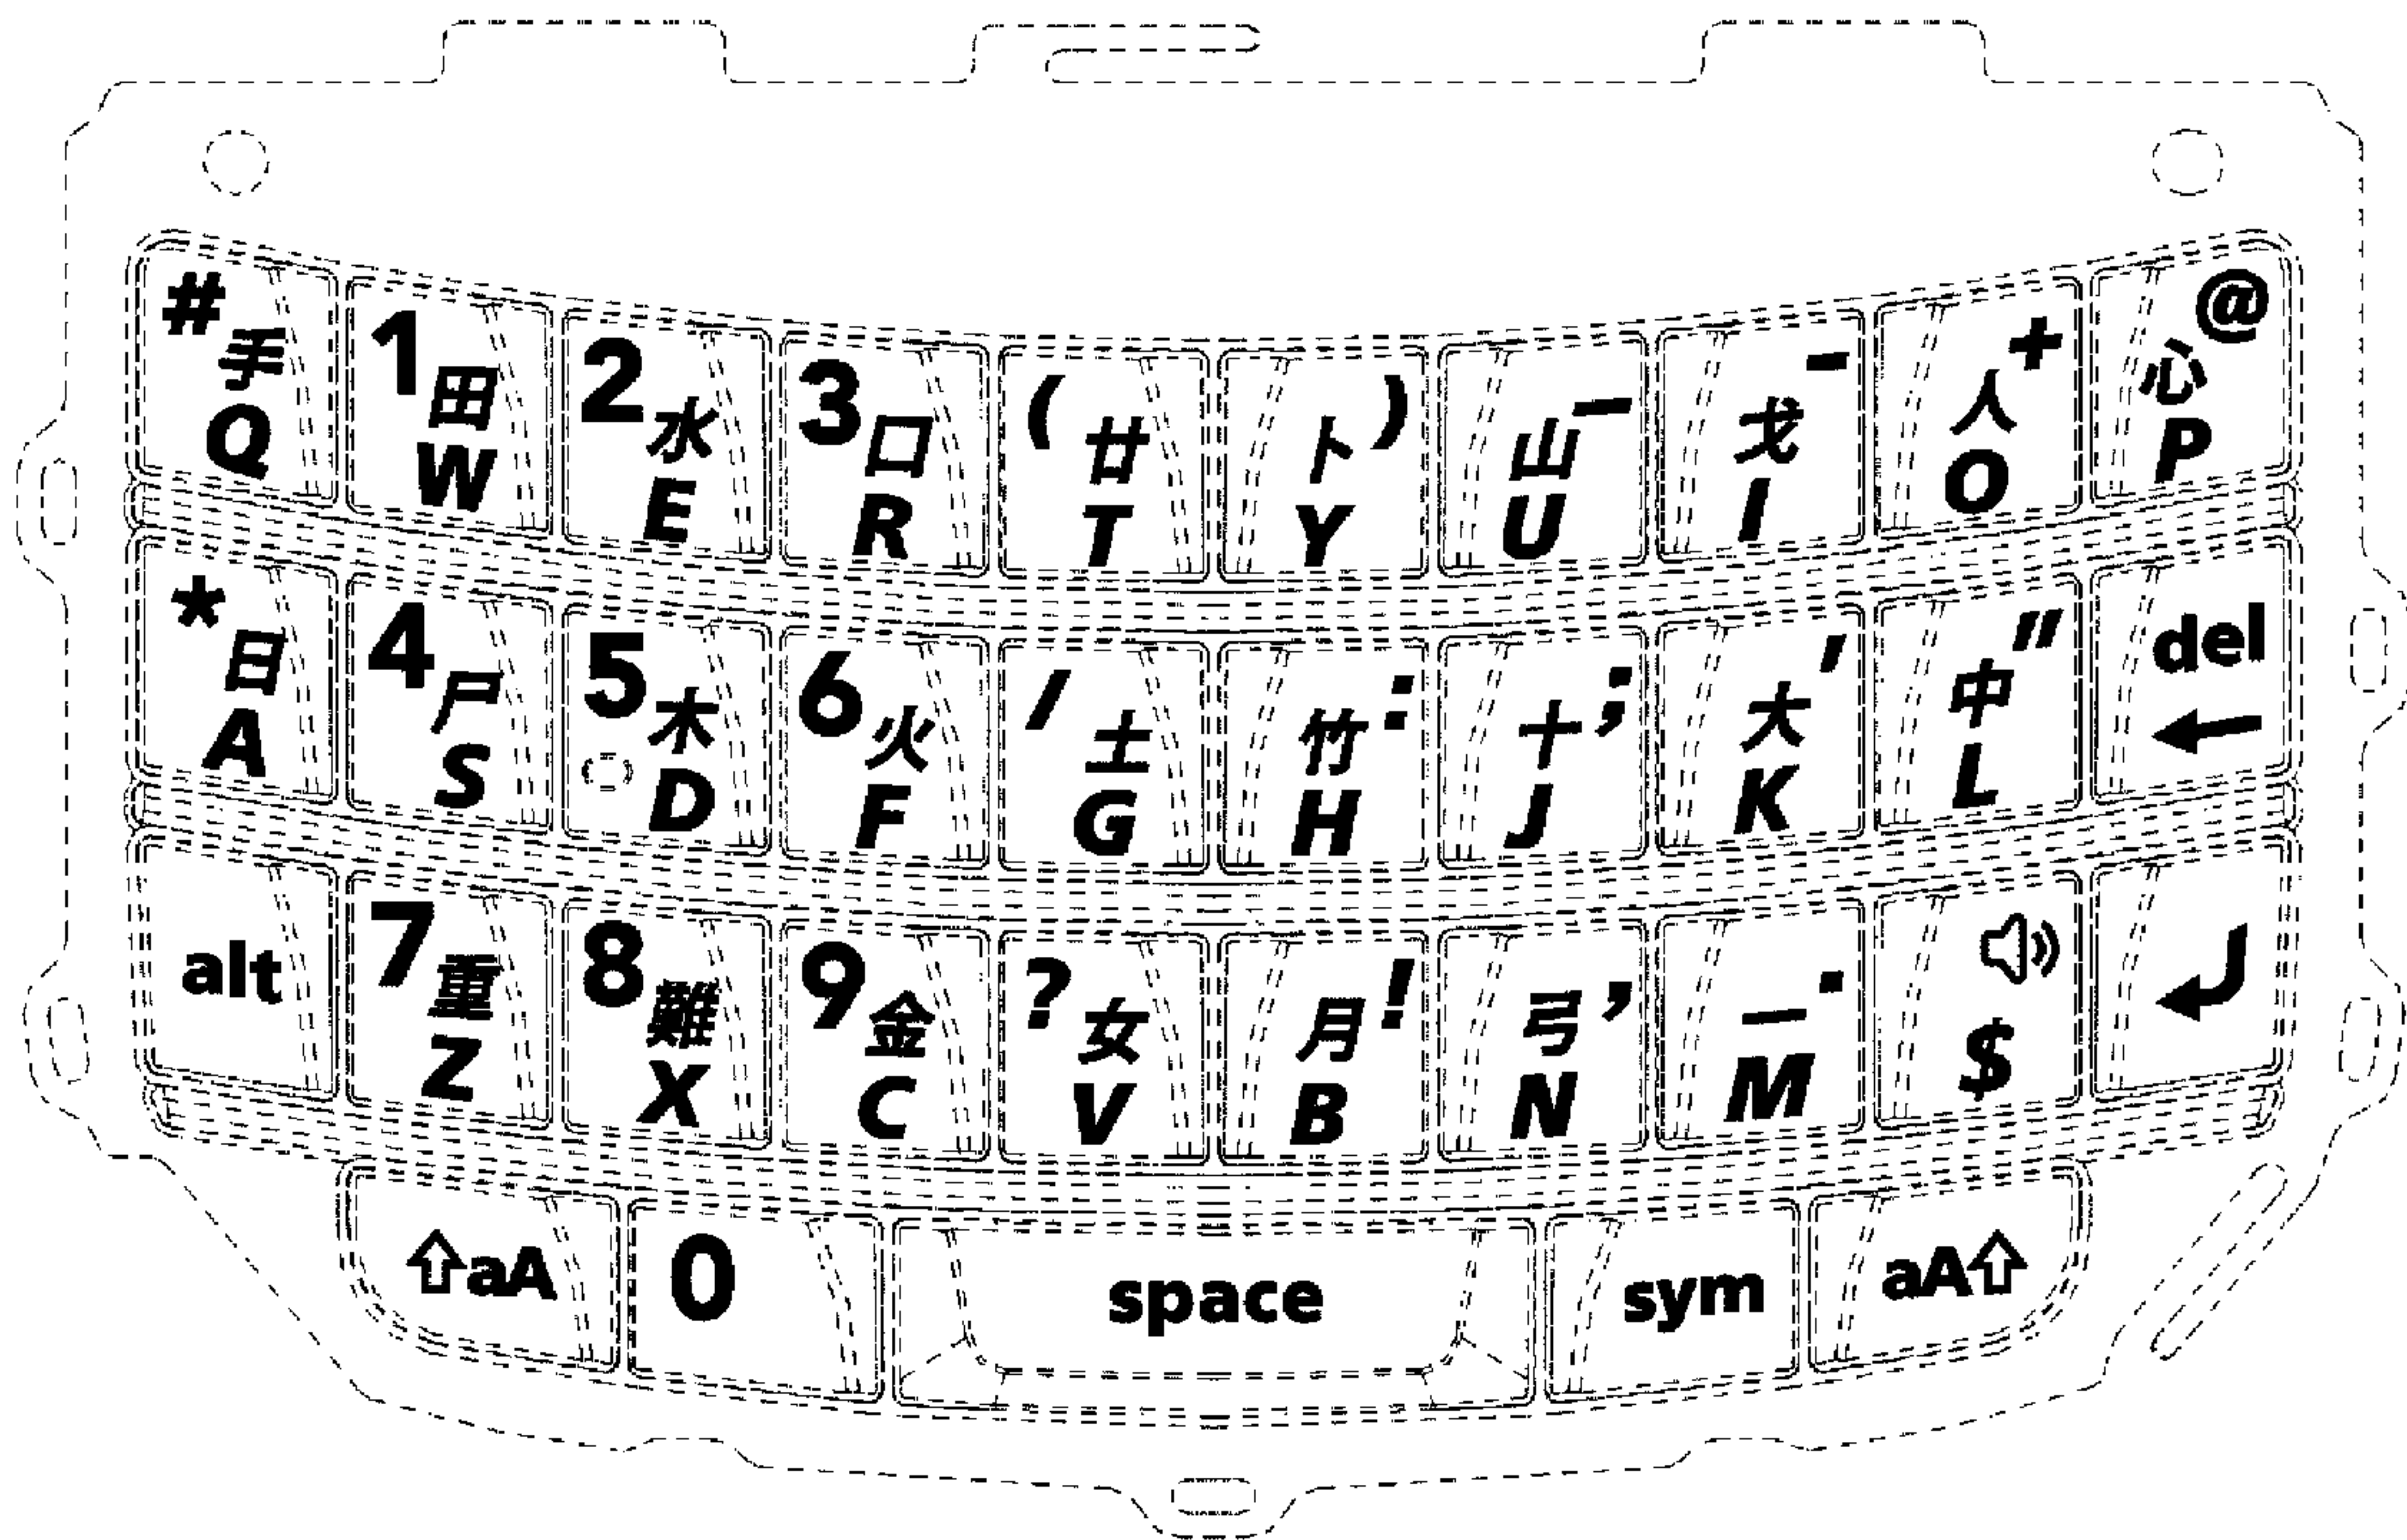 # 手 Q 1 田 W 2 水 E 3 口 R ( 廿 T 卜 ) Y 山 _ U 戈 - I 人 + O 心 @ P
* 日 A 4 尸 S 5 木 D 6 火 F / 土 G 竹 : H 十 ; J 大 ' K 中 " L del ←
alt 7 重 Z 8 難 X 9 金 C ? 女 V 月 ! B 弓 , N 一 . M $ ↲
⇧aA 0 space sym aA⇧